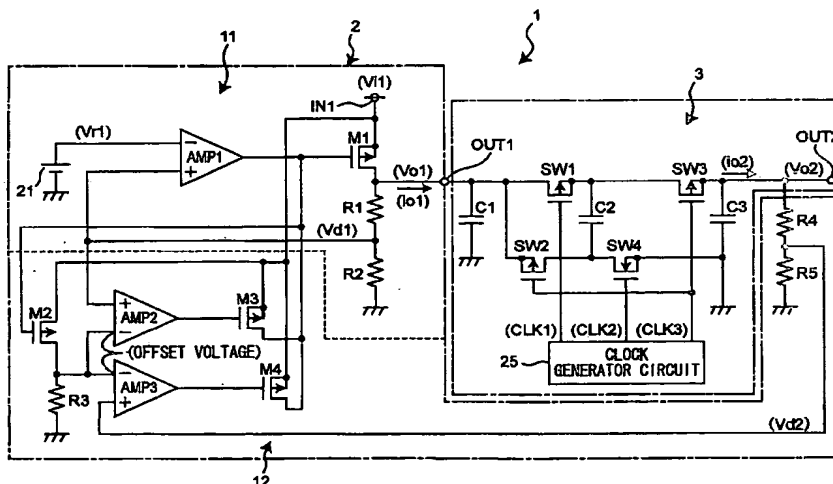 1
11
2
3
(Vi1)
IN1
OUT1
(Vr1)
M1
AMP1
21
(Vo1)
(io1)
SW1
SW3
(io2)
(Vo2)
R1
C1
C2
C3
R4
(Vd1)
SW2
SW4
R2
R5
M2
AMP2
M3
(OFFSET VOLTAGE)
(CLK1)
(CLK2)
(CLK3)
AMP3
M4
25
CLOCK
GENERATOR CIRCUIT
R3
(Vd2)
12